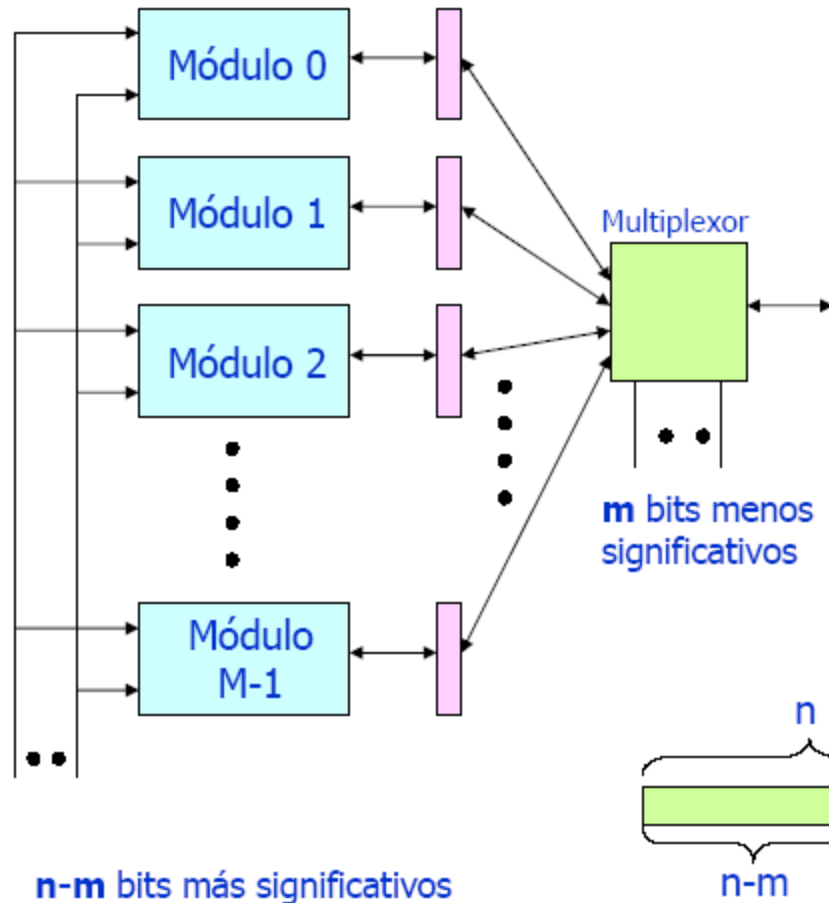 Módulo 0
Módulo 1
Multiplexor
Módulo 2
m bits menos
significativos
Módulo
M-1
n
n-m bits más significativos
n-m